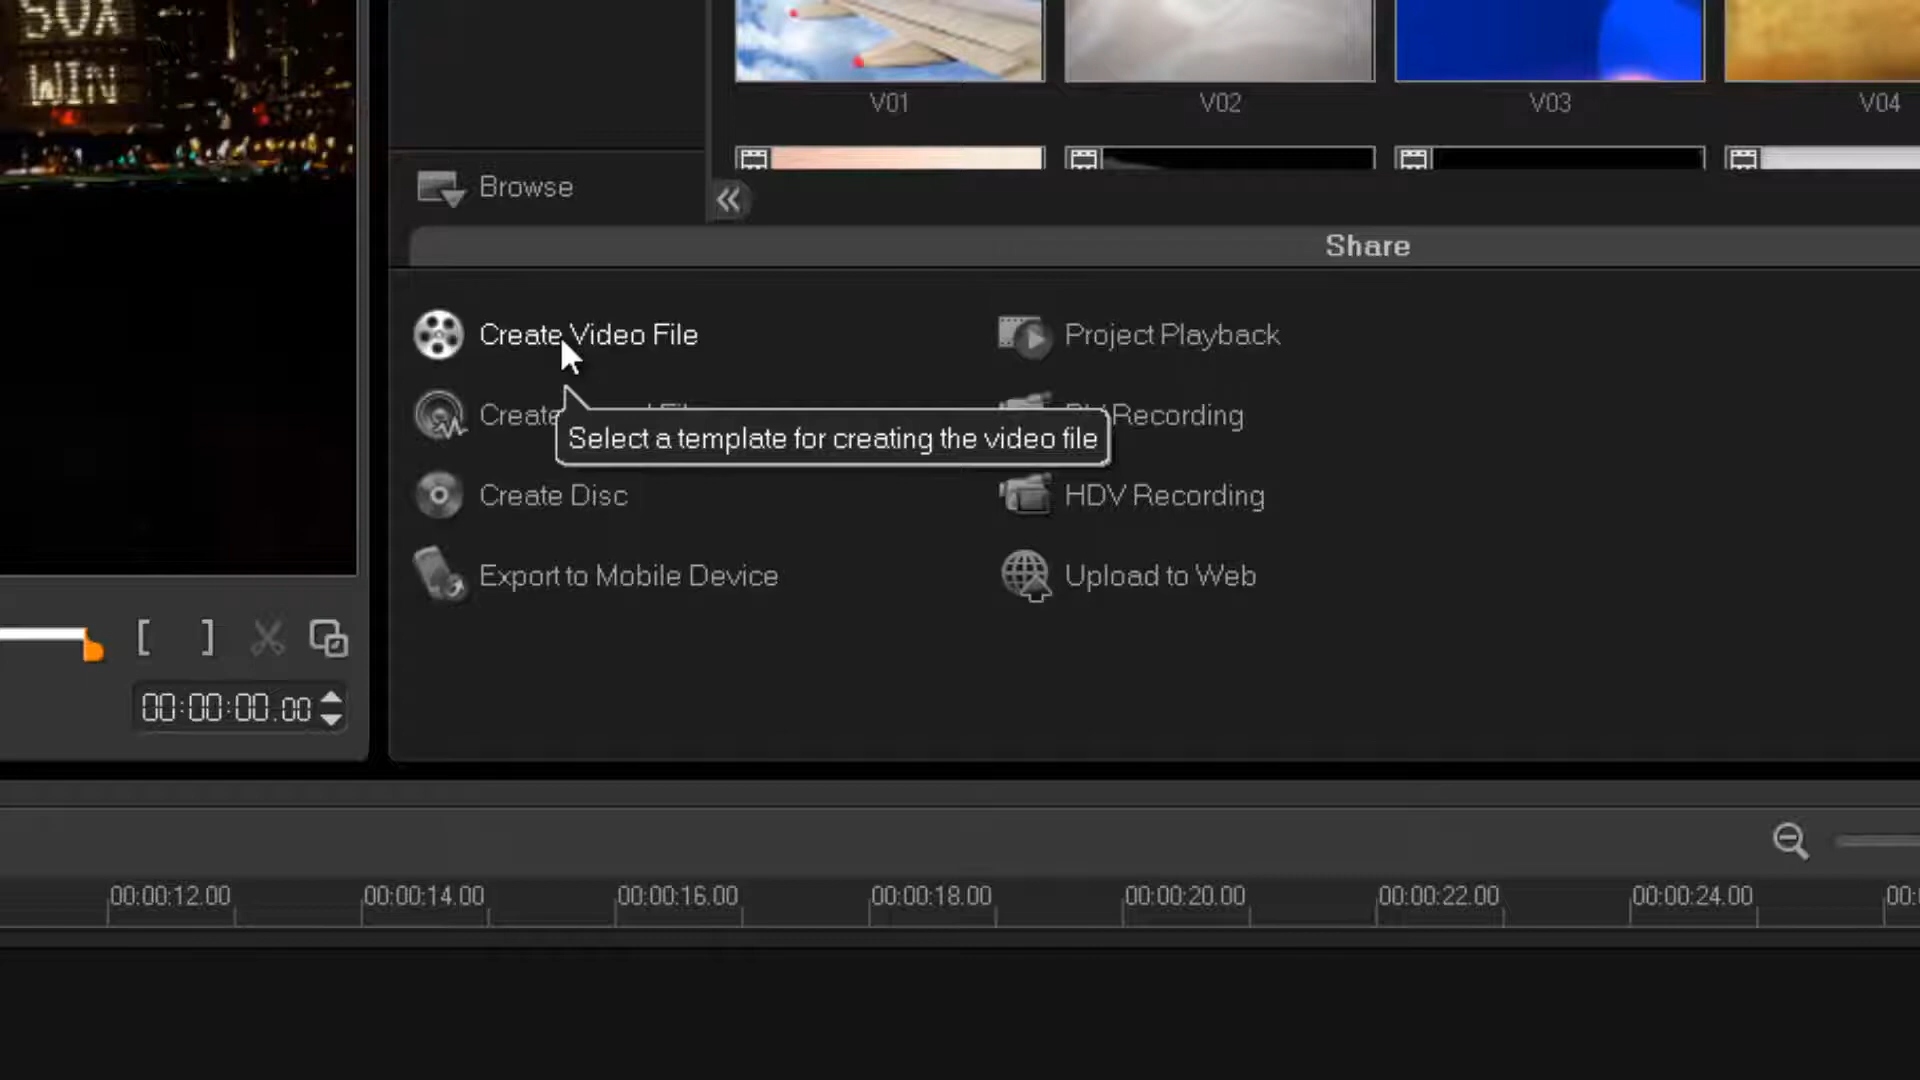 SOX
WIN
V01
V02
V03
V04
Browse
Share
Create Video File
Project Playback
Create
Recording
Select a template for creating the video file
Create Disc
HDV Recording
Export to Mobile Device
Upload to Web
[ ]
00:00:00.00
00:00:12.00
00:00:14.00
00:00:16.00
00:00:18.00
00:00:20.00
00:00:22.00
00:00:24.00
00: